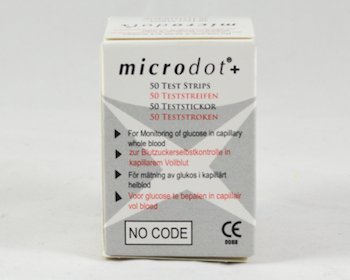 microdot®+
microdot®+
50 TEST STRIPS
50 TESTSTREIFEN
50 TESTSTICKOR
50 TESTSTROKEN
For Monitoring of glucose in capillary
whole blood
zur Blutzuckerselbstkontrolle in
kapillarem Vollblut
För mätning av glukos i kapillärt
helblod
Voor glucose te bepalen in capillair
vol bloed
NO CODE
CE
0088